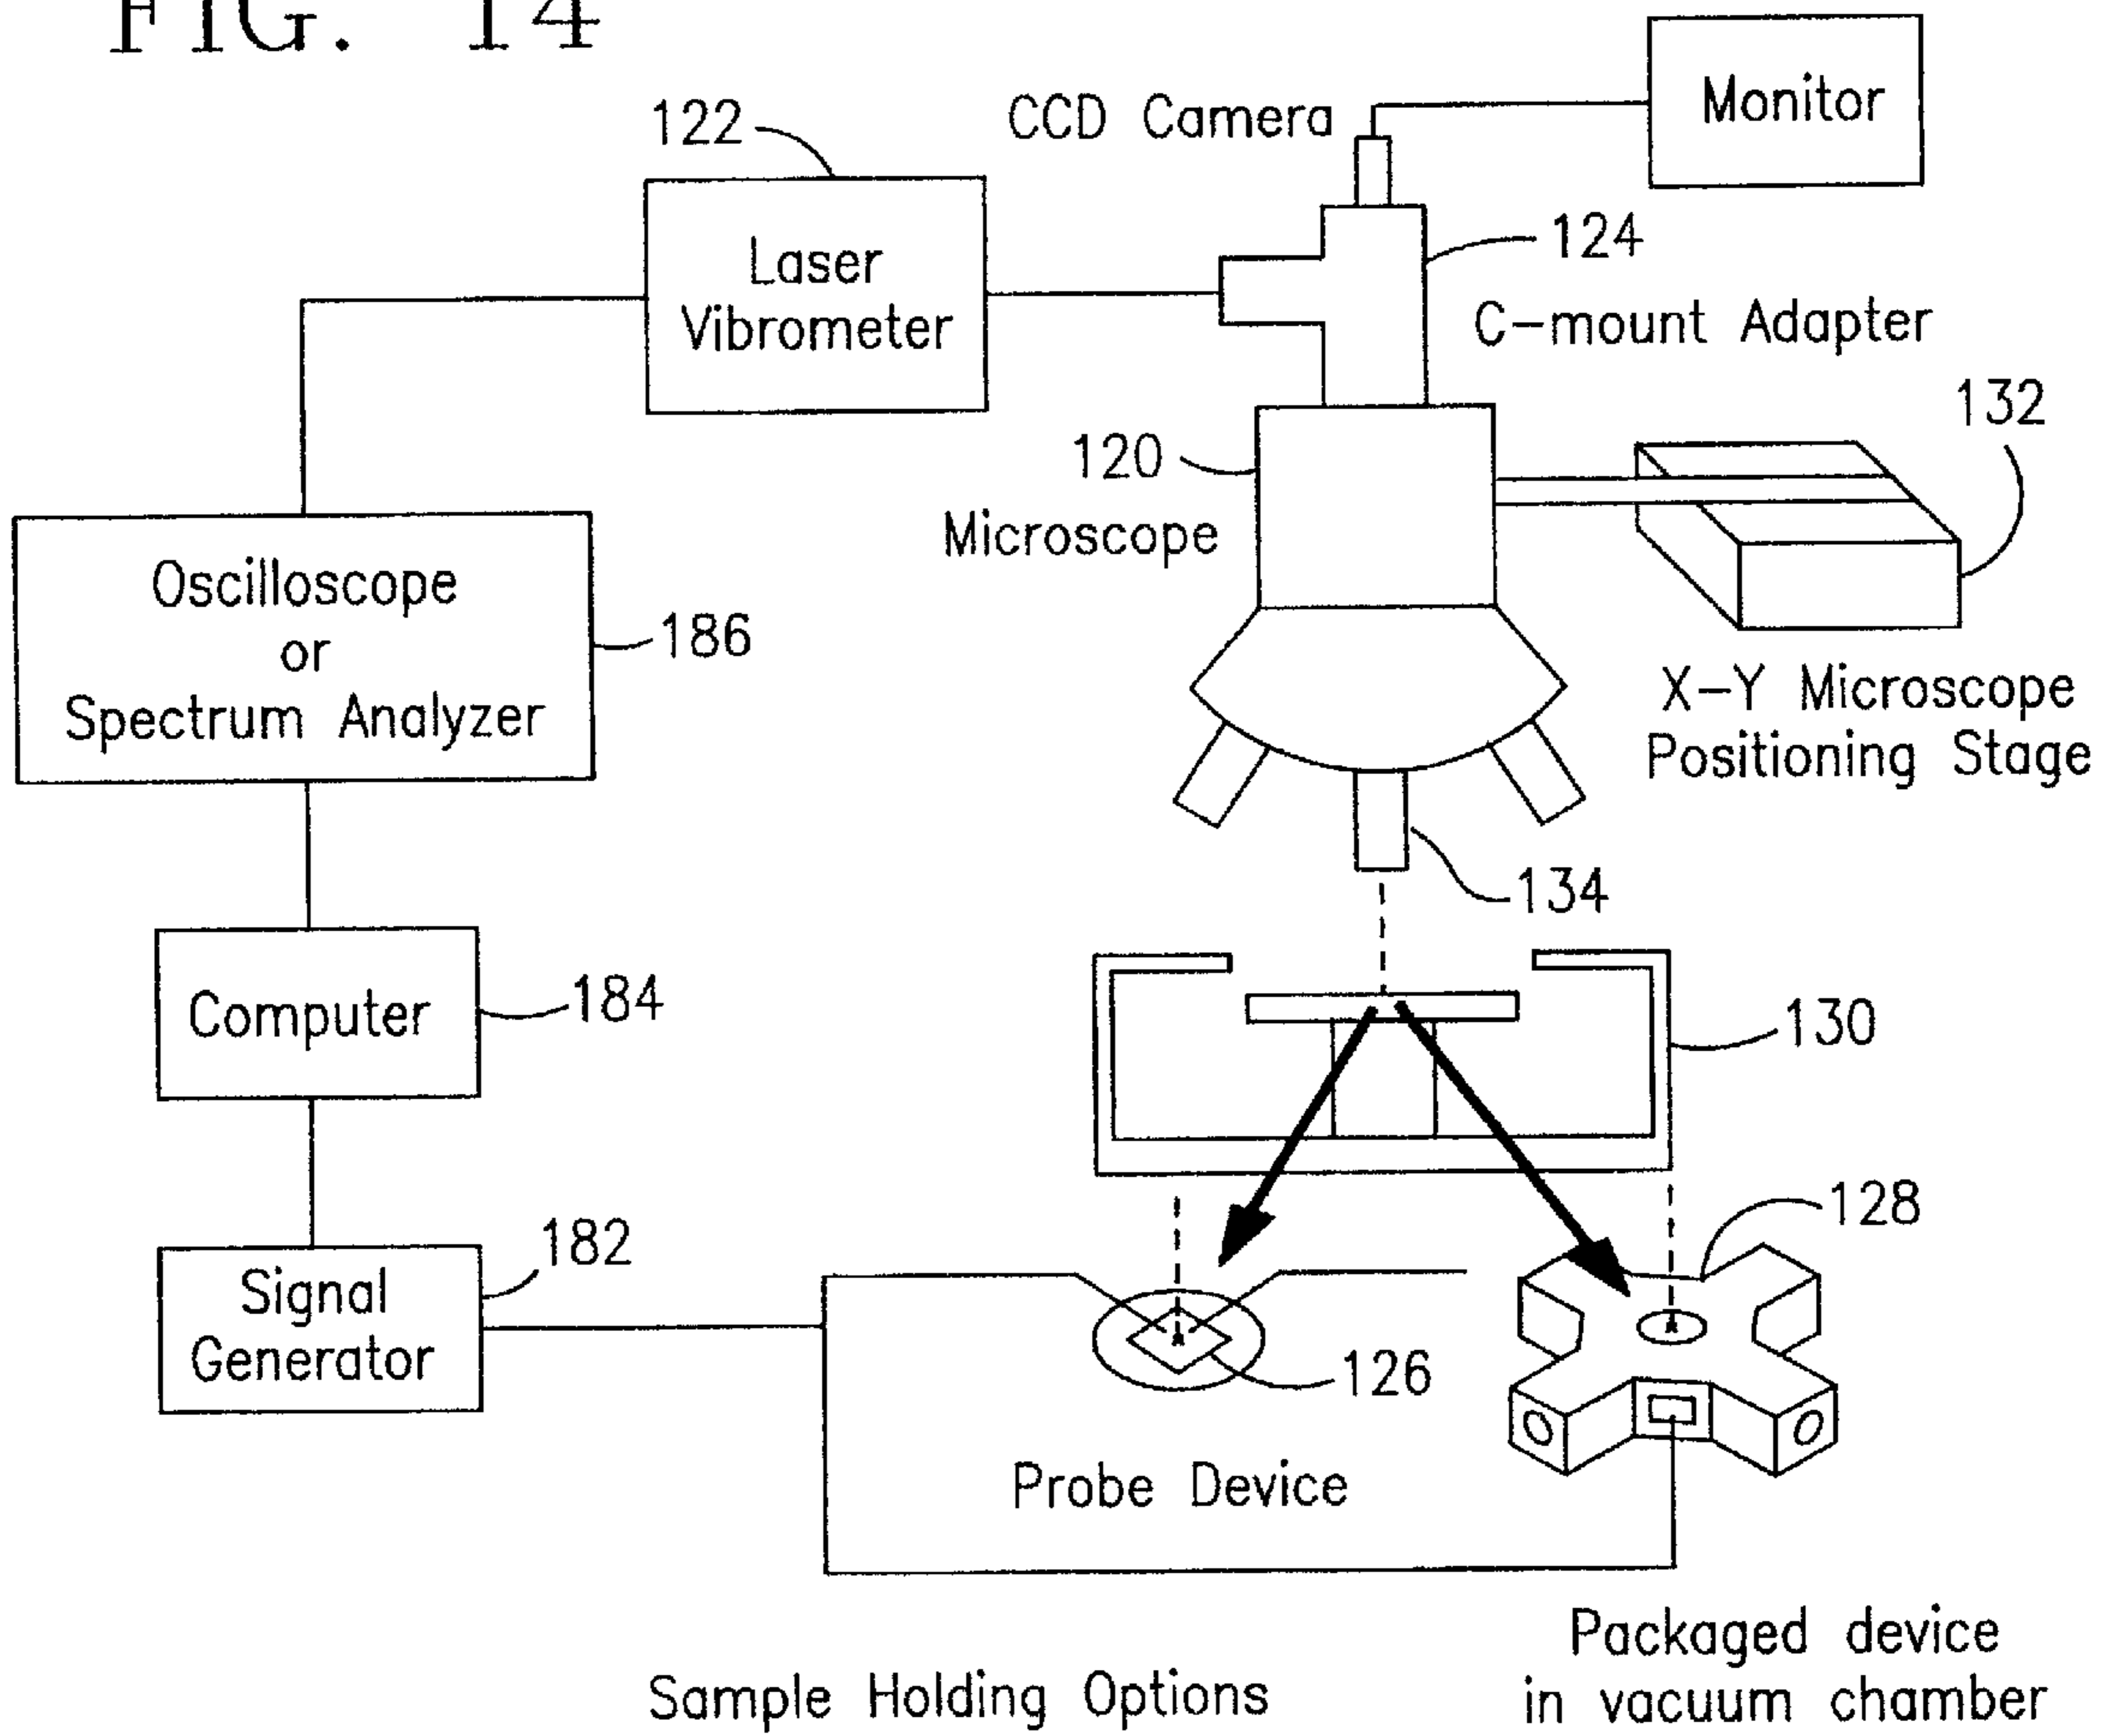 FIG. 14
Monitor
CCD Camera
122
124
Laser
Vibrometer
C-mount Adapter
132
120
Microscope
Oscilloscope
or
Spectrum Analyzer
186
X-Y Microscope
Positioning Stage
134
Computer
184
130
128
182
Signal
Generator
126
Probe Device
Packaged device
in vacuum chamber
Sample Holding Options